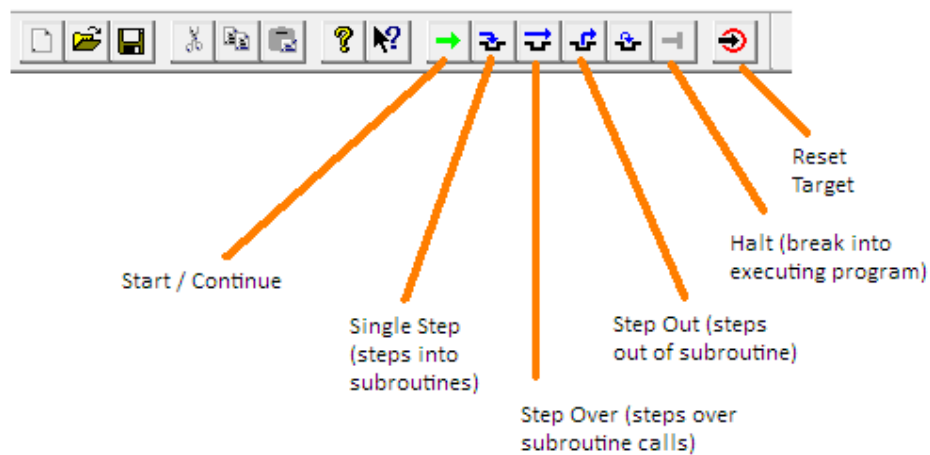 Reset
Target
Halt (break into
executing program)
Start / Continue
Single Step
(steps into
subroutines)
Step Out (steps
out of subroutine)
Step Over (steps over
subroutine calls)